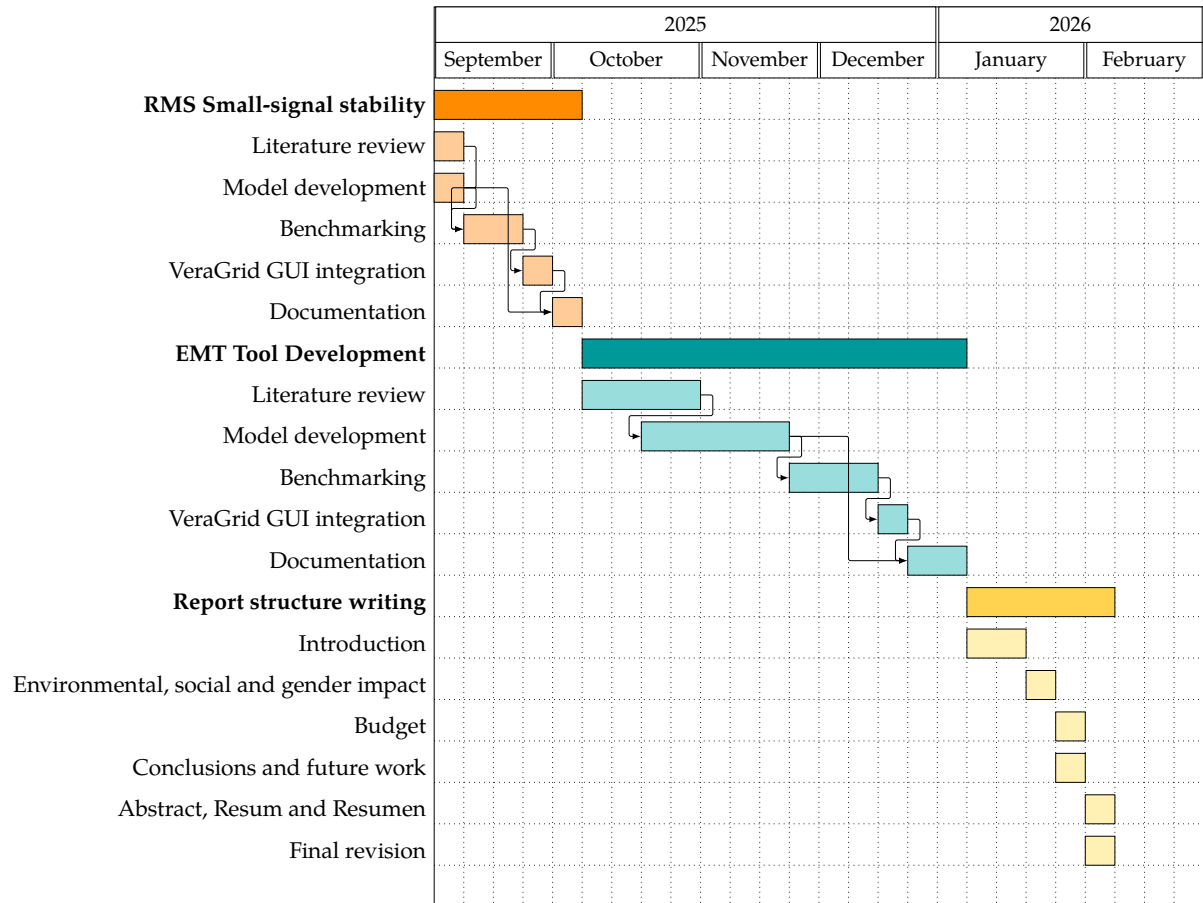 2025 2026
September October November December January February
RMS Small-signal stability
Literature review
Model development
Benchmarking
VeraGrid GUI integration
Documentation
EMT Tool Development
Literature review
Model development
Benchmarking
VeraGrid GUI integration
Documentation
Report structure writing
Introduction
Environmental, social and gender impact
Budget
Conclusions and future work
Abstract, Resum and Resumen
Final revision